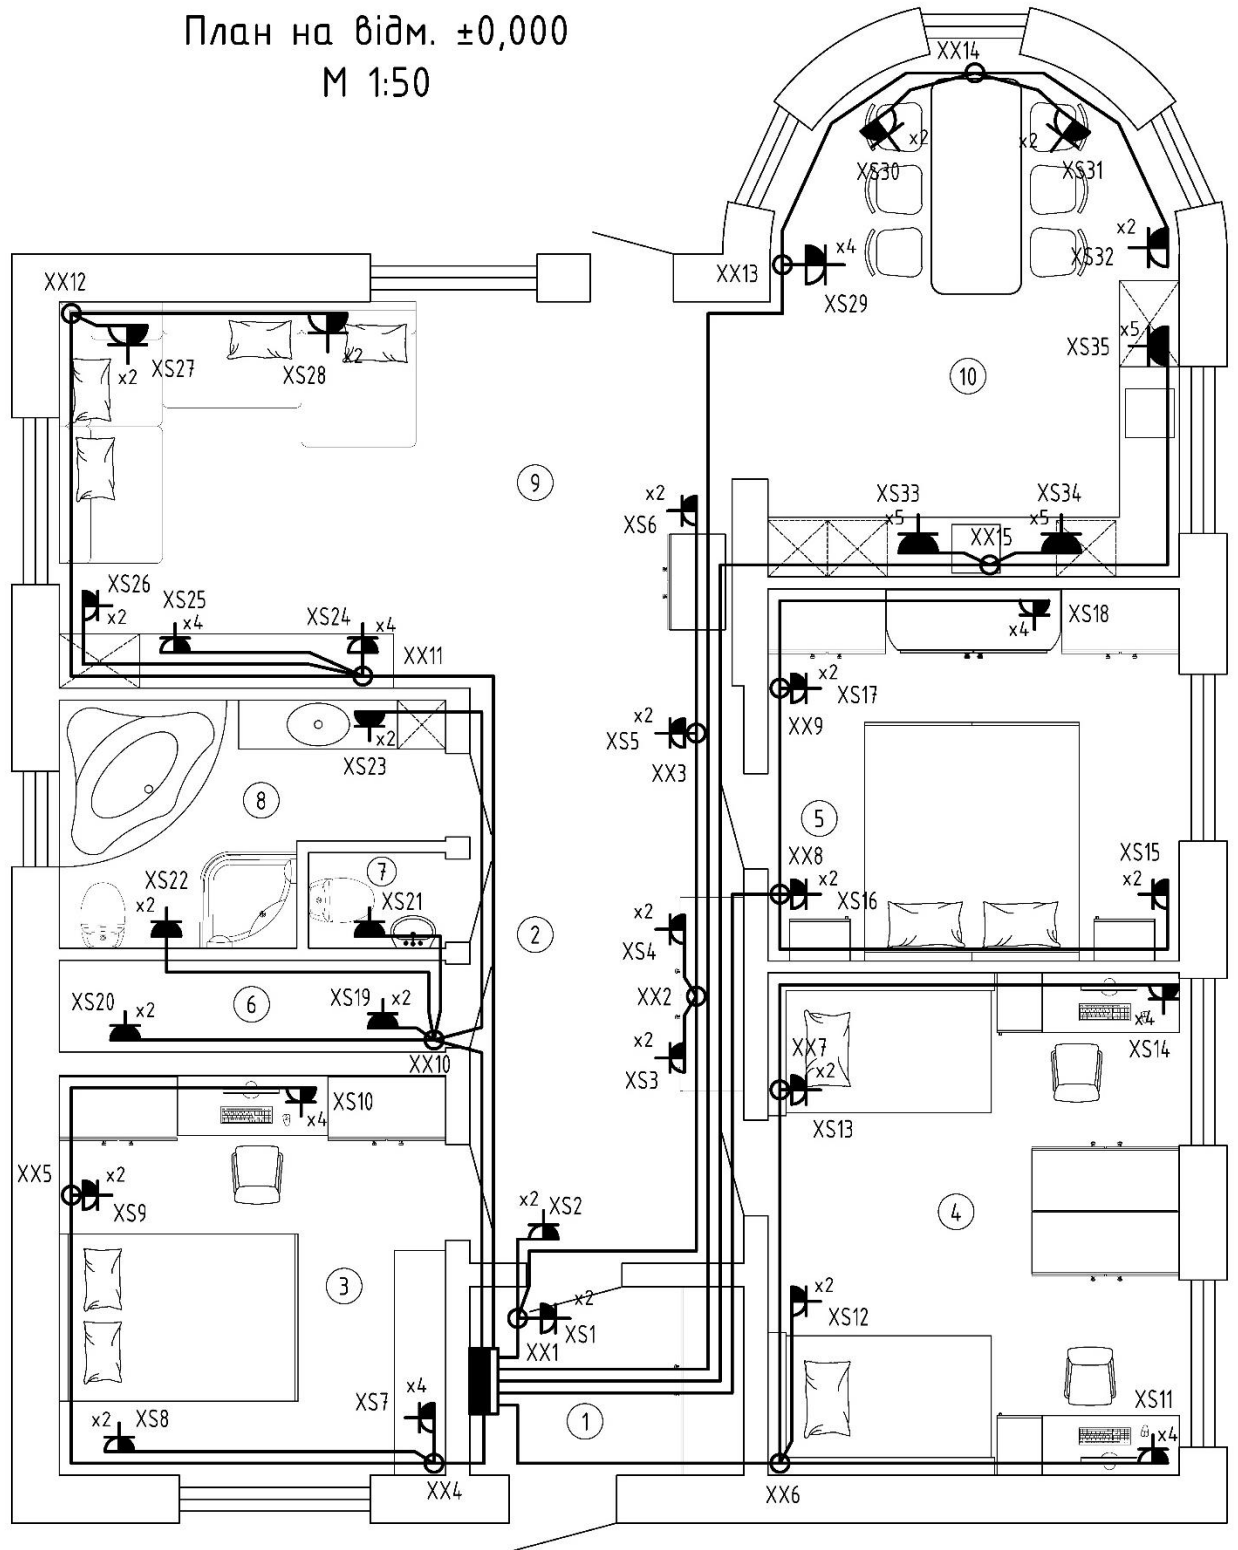 План на відм. ±0,000
М 1:50
XX14
x2
x2
XS30
XS31
x2
XS32
XX13
x4
XS29
XX12
x5
XS35
XS27
x2
XS28
x2
10
9
x2
XS6
XS33
x5
XS34
x5
XX15
XS26
x2
XS25
x4
XS24
x4
XX11
XS18
x4
x2
XS17
XX9
x2
XS5
XX3
x2
XS23
8
5
7
XX8
x2
XS16
XS15
x2
XS22
x2
XS21
x2
XS4
2
XX2
6
XS20
x2
XS19
x2
XX10
x2
XS3
x4
XS14
XX7
x2
XS13
XS10
x4
XX5
x2
XS9
x2
XS2
4
3
x2
XS1
XX1
x2
XS12
XS7
x4
x2
XS8
1
XS11
x4
XX4
XX6